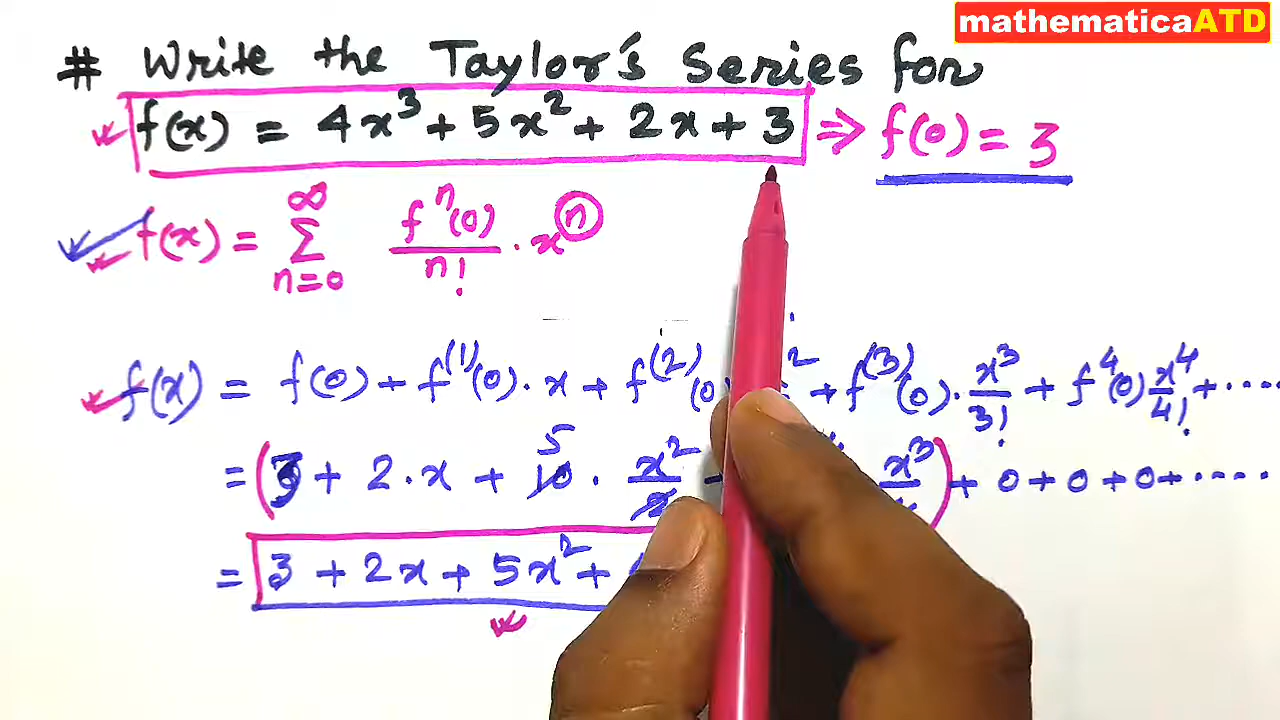 mathematicaATD
# Write the Taylor's Series for
f(x) = 4x³ + 5x² + 2x + 3 ⇒ f(0) = 3
f(x) = ∞ Σ n=0 fⁿ(0)/n! · xⁿ
f(x) = f(0) + f⁽¹⁾(0) · x + f⁽²⁾(0 ² + f⁽³⁾(0) · x³/3! + f⁴(0) x⁴/4! + ....
= (3 + 2 · x + 10 5 · x²/2 x³) + 0 + 0 + 0 + ....
= 3 + 2x + 5x² +